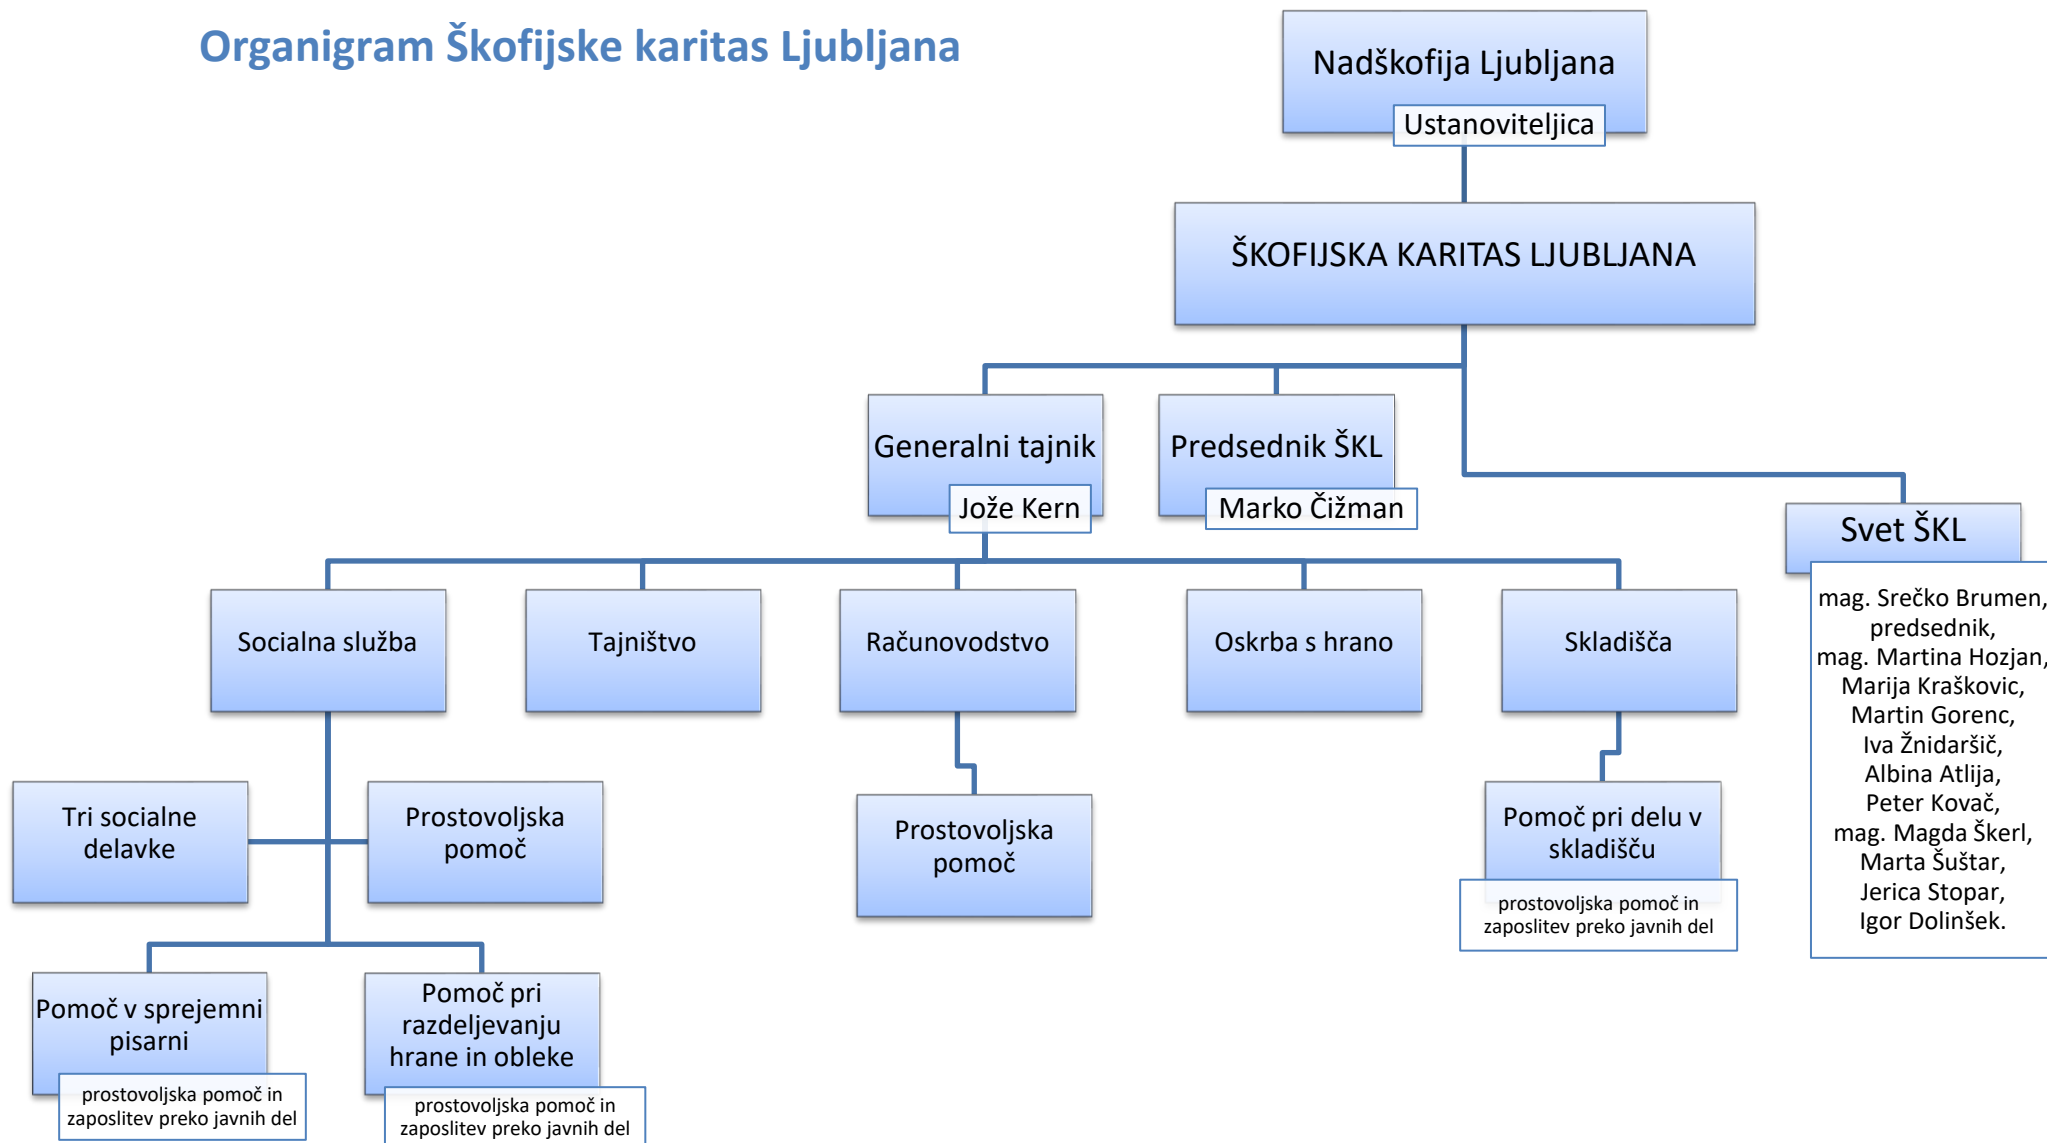 Organigram Škofijske karitas Ljubljana
Nadškofija Ljubljana
Ustanoviteljica
ŠKOFIJSKA KARITAS LJUBLJANA
Generalni tajnik
Jože Kern
Predsednik ŠKL
Marko Čižman
Svet ŠKL
mag. Srečko Brumen,
predsednik,
mag. Martina Hozjan,
Marija Kraškovic,
Martin Gorenc,
Iva Žnidaršič,
Albina Atlija,
Peter Kovač,
mag. Magda Škerl,
Marta Šuštar,
Jerica Stopar,
Igor Dolinšek.
Socialna služba
Tajništvo
Računovodstvo
Oskrba s hrano
Skladišča
Tri socialne
delavke
Prostovoljska
pomoč
Prostovoljska
pomoč
Pomoč pri delu v
skladišču
prostovoljska pomoč in
zaposlitev preko javnih del
Pomoč v sprejemni
pisarni
prostovoljska pomoč in
zaposlitev preko javnih del
Pomoč pri
razdeljevanju
hrane in obleke
prostovoljska pomoč in
zaposlitev preko javnih del